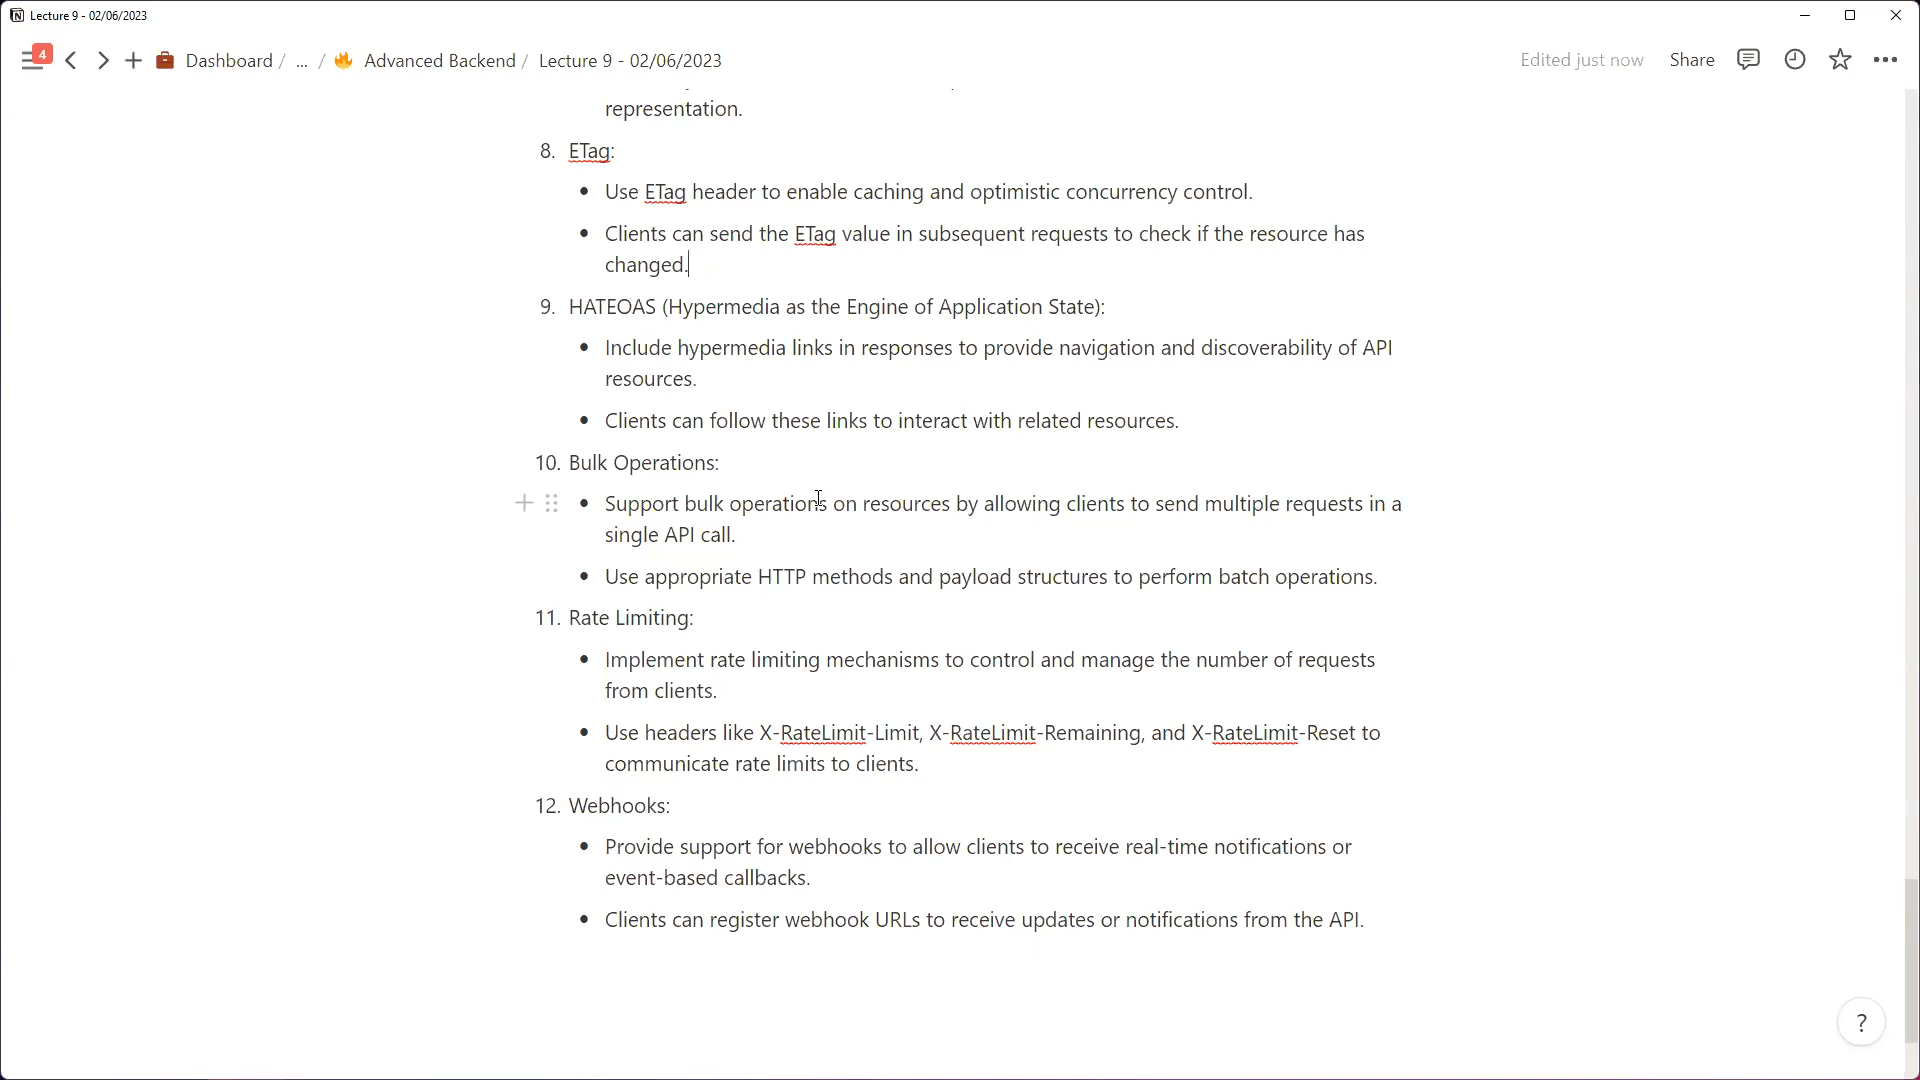 Lecture 9 - 02/06/2023
4
Dashboard / ... / Advanced Backend / Lecture 9 - 02/06/2023
Edited just now Share
representation.
8. ETag:
• Use ETag header to enable caching and optimistic concurrency control.
• Clients can send the ETag value in subsequent requests to check if the resource has
changed.
9. HATEOAS (Hypermedia as the Engine of Application State):
• Include hypermedia links in responses to provide navigation and discoverability of API
resources.
• Clients can follow these links to interact with related resources.
10. Bulk Operations:
• Support bulk operations on resources by allowing clients to send multiple requests in a
single API call.
• Use appropriate HTTP methods and payload structures to perform batch operations.
11. Rate Limiting:
• Implement rate limiting mechanisms to control and manage the number of requests
from clients.
• Use headers like X-RateLimit-Limit, X-RateLimit-Remaining, and X-RateLimit-Reset to
communicate rate limits to clients.
12. Webhooks:
• Provide support for webhooks to allow clients to receive real-time notifications or
event-based callbacks.
• Clients can register webhook URLs to receive updates or notifications from the API.
?